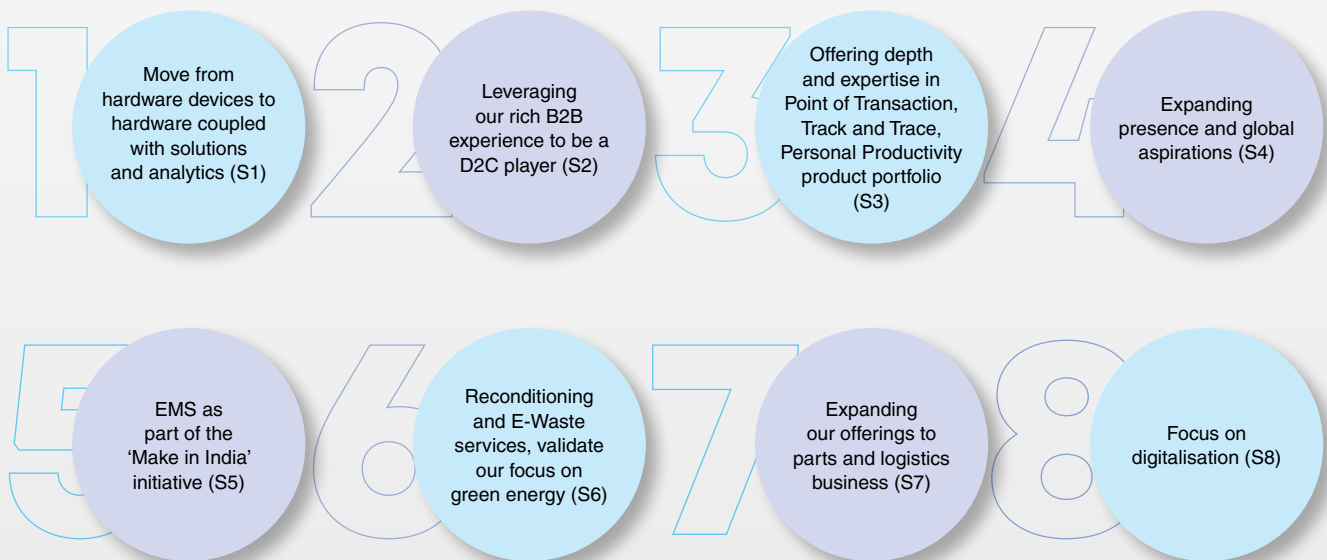 1
Move from
hardware devices to
hardware coupled
with solutions
and analytics (S1)
2
Leveraging
our rich B2B
experience to be a
D2C player (S2)
3
Offering depth
and expertise in
Point of Transaction,
Track and Trace,
Personal Productivity
product portfolio
(S3)
4
Expanding
presence and global
aspirations (S4)
5
EMS as
part of the
‘Make in India’
initiative (S5)
6
Reconditioning
and E-Waste
services, validate
our focus on
green energy (S6)
7
Expanding
our offerings to
parts and logistics
business (S7)
8
Focus on
digitalisation (S8)